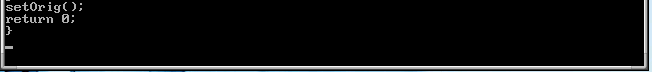 setOrig();
return 0;
}